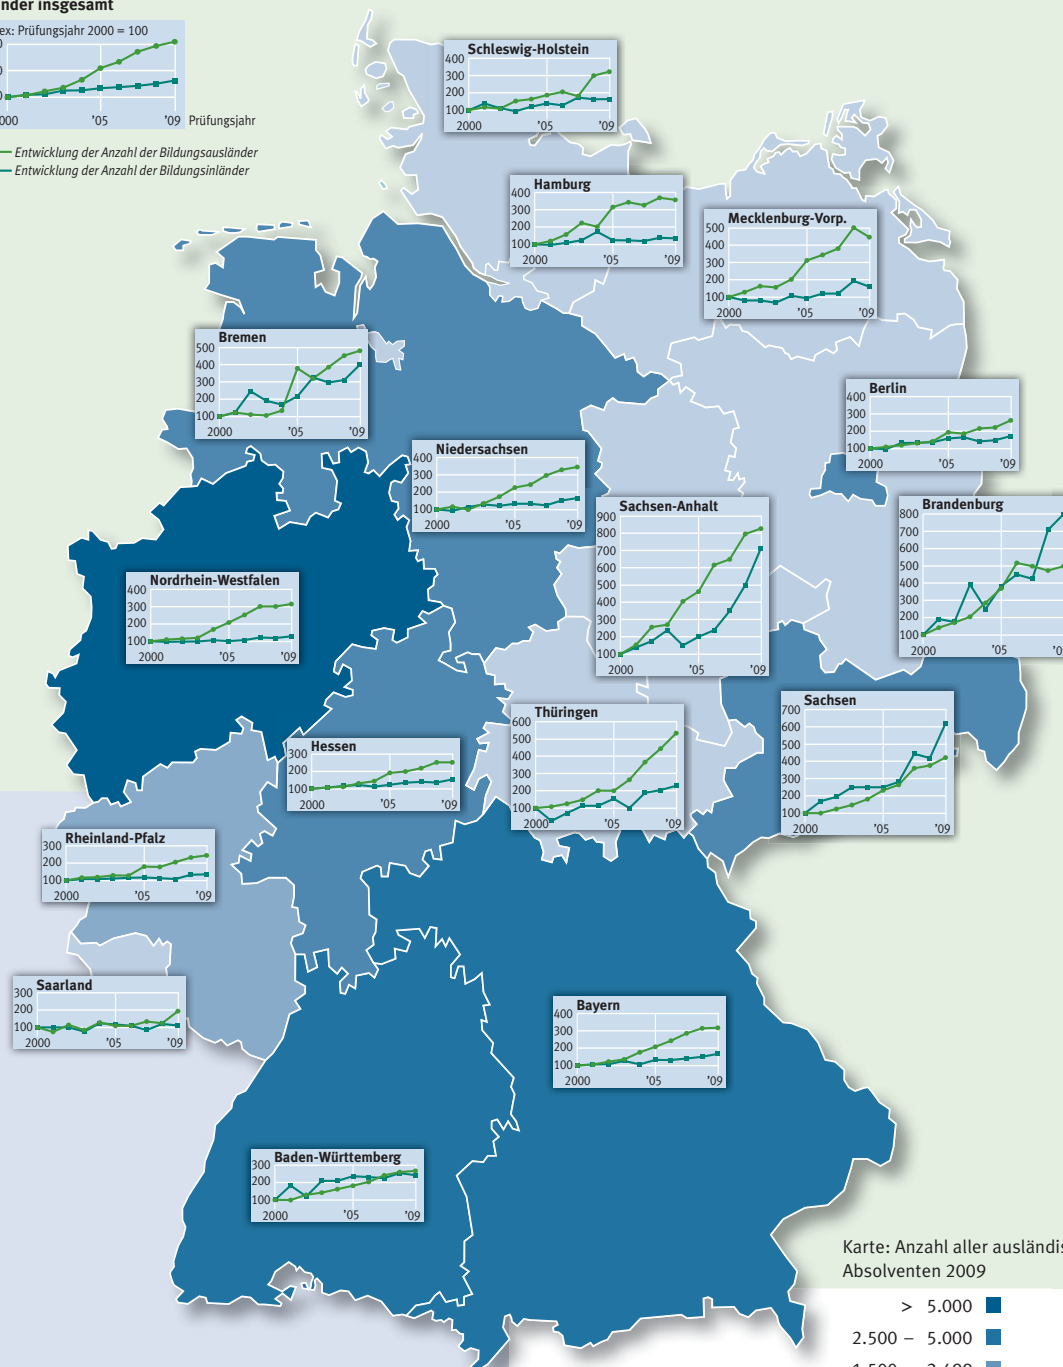 nder insgesamt
ex: Prüfungsjahr 2000 = 100
0
0
0
000 '05 '09 Prüfungsjahr
Entwicklung der Anzahl der Bildungsausländer
Entwicklung der Anzahl der Bildungsinländer
Schleswig-Holstein
400
300
200
100
2000 '05 '09
Hamburg
400
300
200
100
2000 '05 '09
Mecklenburg-Vorp.
500
400
300
200
100
2000 '05 '09
Bremen
500
400
300
200
100
2000 '05 '09
Berlin
400
300
200
100
2000 '05 '09
Niedersachsen
400
300
200
100
2000 '05 '09
Sachsen-Anhalt
900
800
700
600
500
400
300
200
100
2000 '05 '09
Brandenburg
800
700
600
500
400
300
200
100
2000 '05 '0
Nordrhein-Westfalen
400
300
200
100
2000 '05 '09
Sachsen
700
600
500
400
300
200
100
2000 '05 '09
Thüringen
600
500
400
300
200
100
2000 '05 '09
Hessen
300
200
100
2000 '05 '09
Rheinland-Pfalz
300
200
100
2000 '05 '09
Saarland
300
200
100
2000 '05 '09
Bayern
400
300
200
100
2000 '05 '09
Baden-Württemberg
300
200
100
2000 '05 '09
Karte: Anzahl aller ausländis
Absolventen 2009
> 5.000
2.500 – 5.000